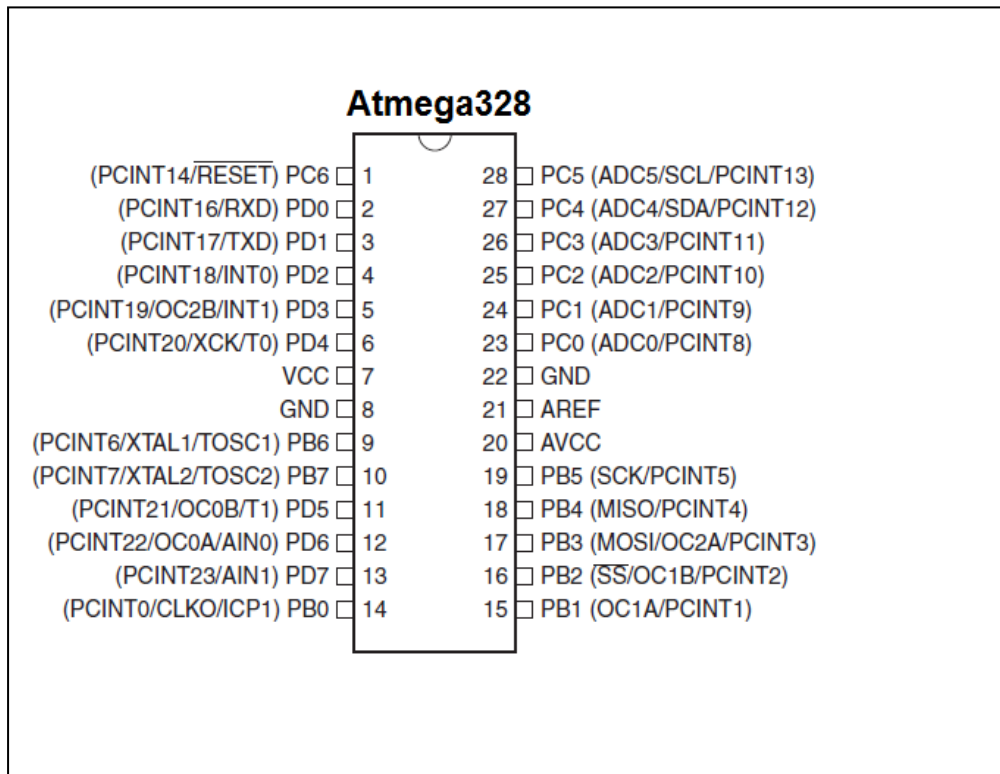 Atmega328
(PCINT14/RESET) PC6 1 28 PC5 (ADC5/SCL/PCINT13)
(PCINT16/RXD) PD0 2 27 PC4 (ADC4/SDA/PCINT12)
(PCINT17/TXD) PD1 3 26 PC3 (ADC3/PCINT11)
(PCINT18/INT0) PD2 4 25 PC2 (ADC2/PCINT10)
(PCINT19/OC2B/INT1) PD3 5 24 PC1 (ADC1/PCINT9)
(PCINT20/XCK/T0) PD4 6 23 PC0 (ADC0/PCINT8)
VCC 7 22 GND
GND 8 21 AREF
(PCINT6/XTAL1/TOSC1) PB6 9 20 AVCC
(PCINT7/XTAL2/TOSC2) PB7 10 19 PB5 (SCK/PCINT5)
(PCINT21/OC0B/T1) PD5 11 18 PB4 (MISO/PCINT4)
(PCINT22/OC0A/AIN0) PD6 12 17 PB3 (MOSI/OC2A/PCINT3)
(PCINT23/AIN1) PD7 13 16 PB2 (SS/OC1B/PCINT2)
(PCINT0/CLKO/ICP1) PB0 14 15 PB1 (OC1A/PCINT1)